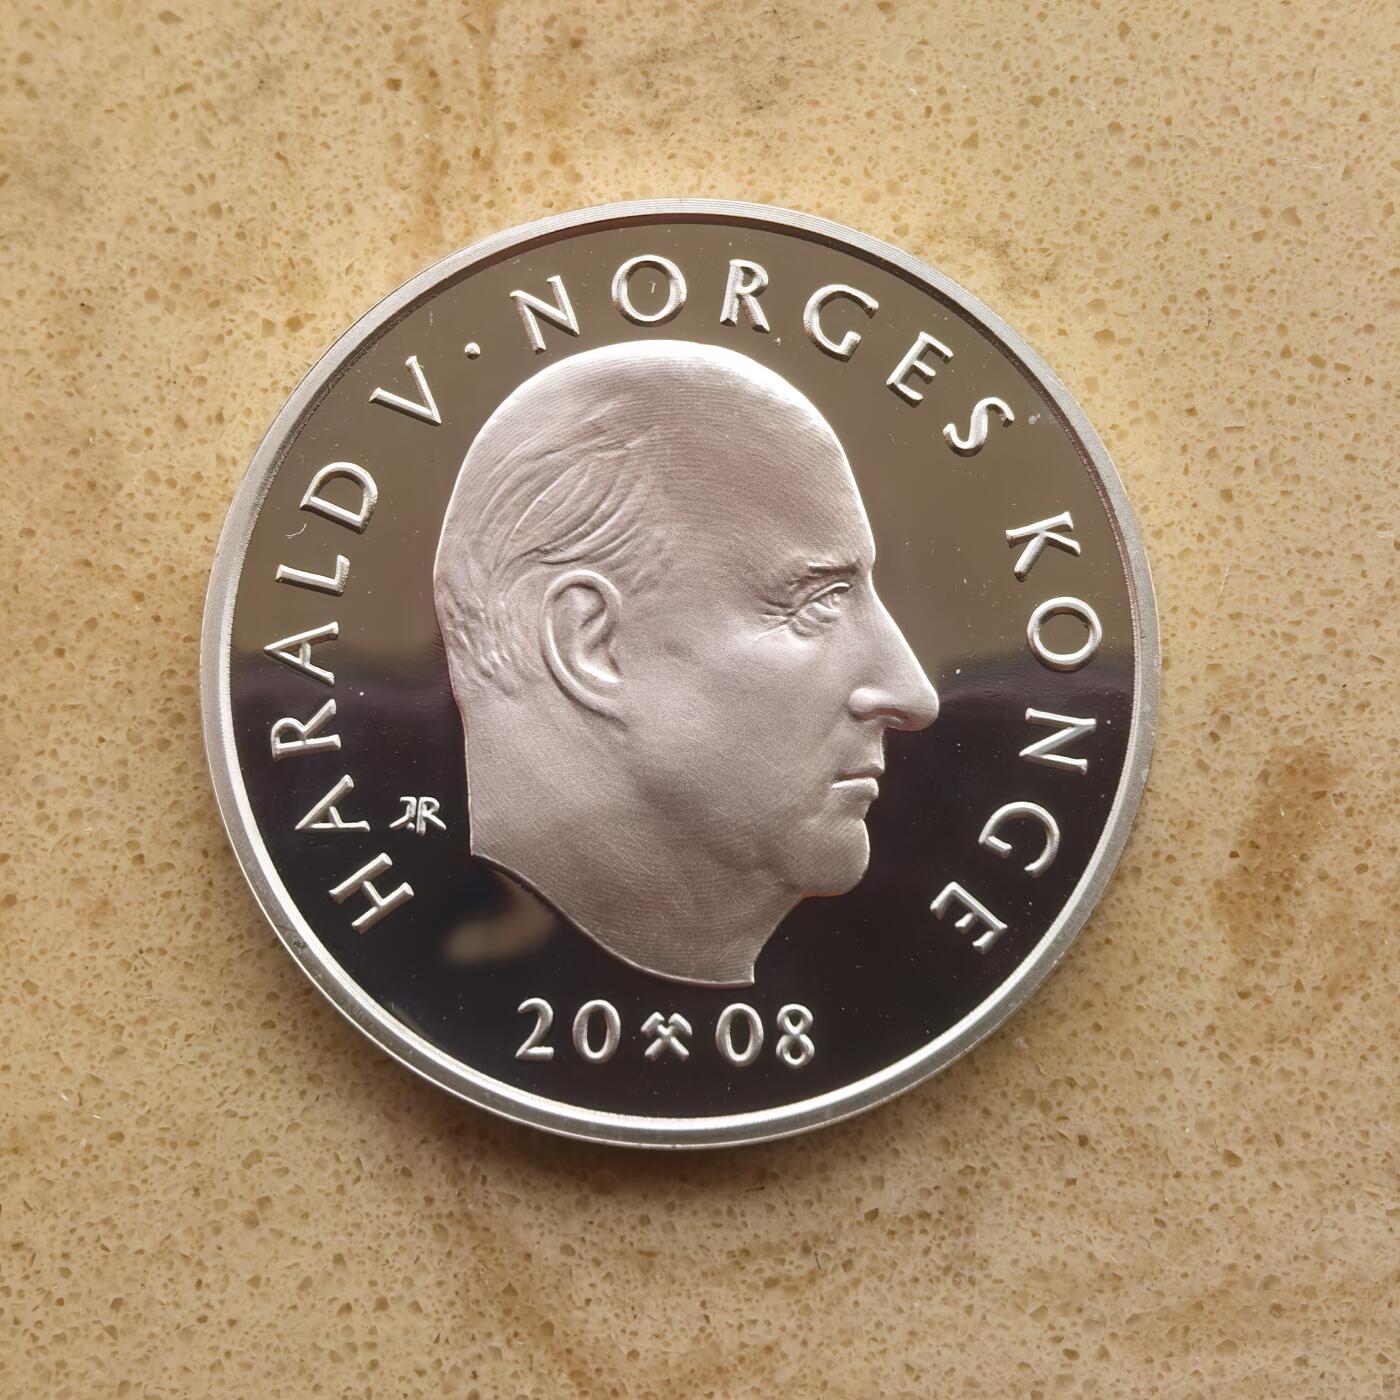 HARALD V · NORGES KONGE
JR
20 08